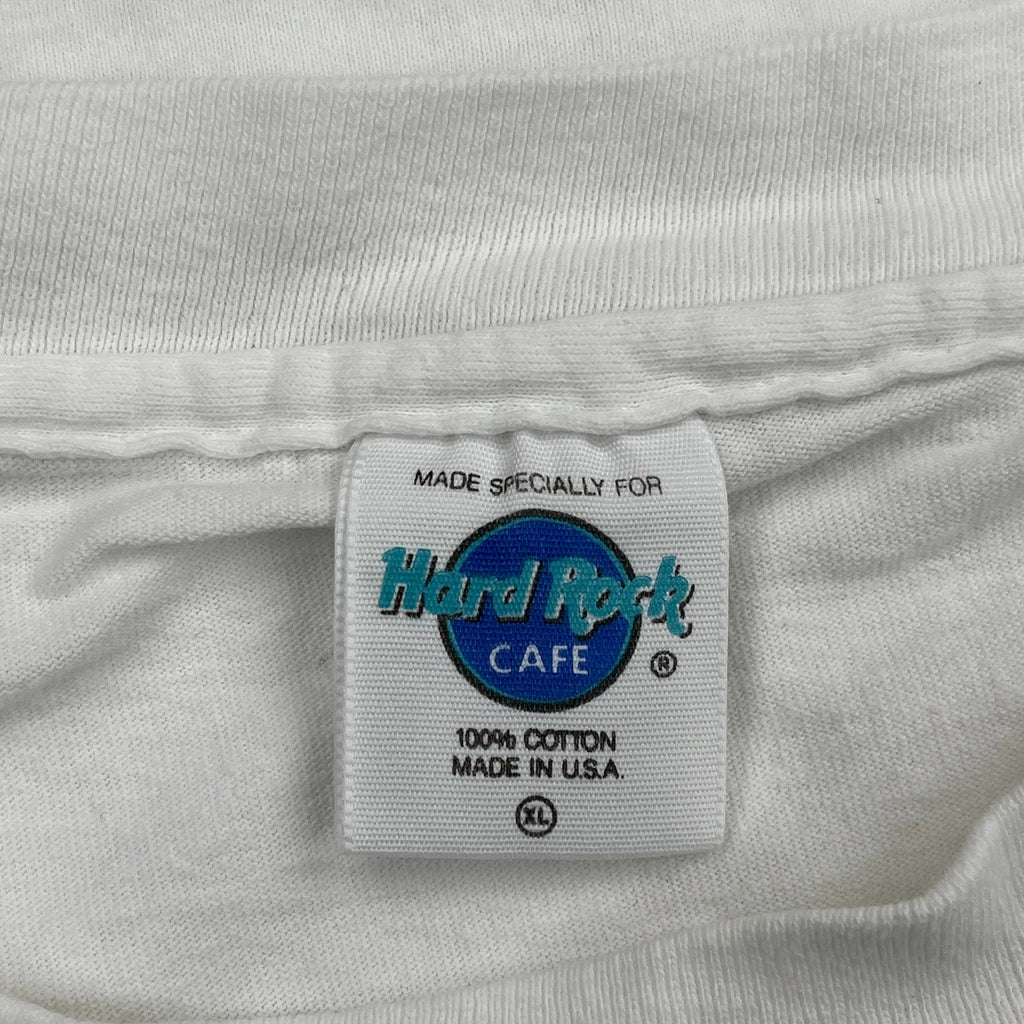 MADE SPECIALLY FOR
Hard Rock
CAFE
®
100% COTTON
MADE IN U.S.A.
XL